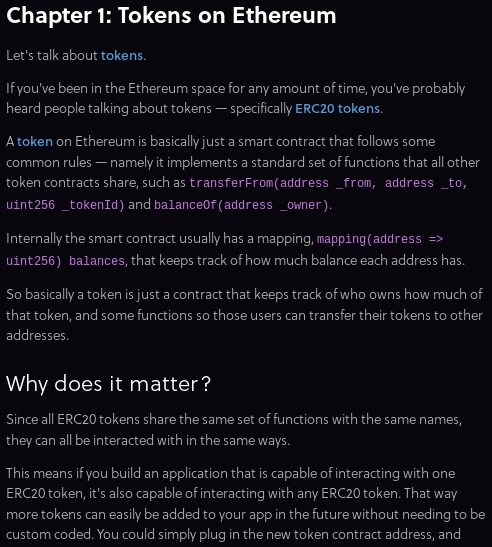 Chapter 1: Tokens on Ethereum
Let's talk about tokens.
If you've been in the Ethereum space for any amount of time, you've probably
heard people talking about tokens — specifically ERC20 tokens.
A token on Ethereum is basically just a smart contract that follows some
common rules — namely it implements a standard set of functions that all other
token contracts share, such as transferFrom(address _from, address _to,
uint256 _tokenId) and balanceOf(address _owner).
Internally the smart contract usually has a mapping, mapping(address =>
uint256) balances, that keeps track of how much balance each address has.
So basically a token is just a contract that keeps track of who owns how much of
that token, and some functions so those users can transfer their tokens to other
addresses.
Why does it matter?
Since all ERC20 tokens share the same set of functions with the same names,
they can all be interacted with in the same ways.
This means if you build an application that is capable of interacting with one
ERC20 token, it's also capable of interacting with any ERC20 token. That way
more tokens can easily be added to your app in the future without needing to be
custom coded. You could simply plug in the new token contract address, and